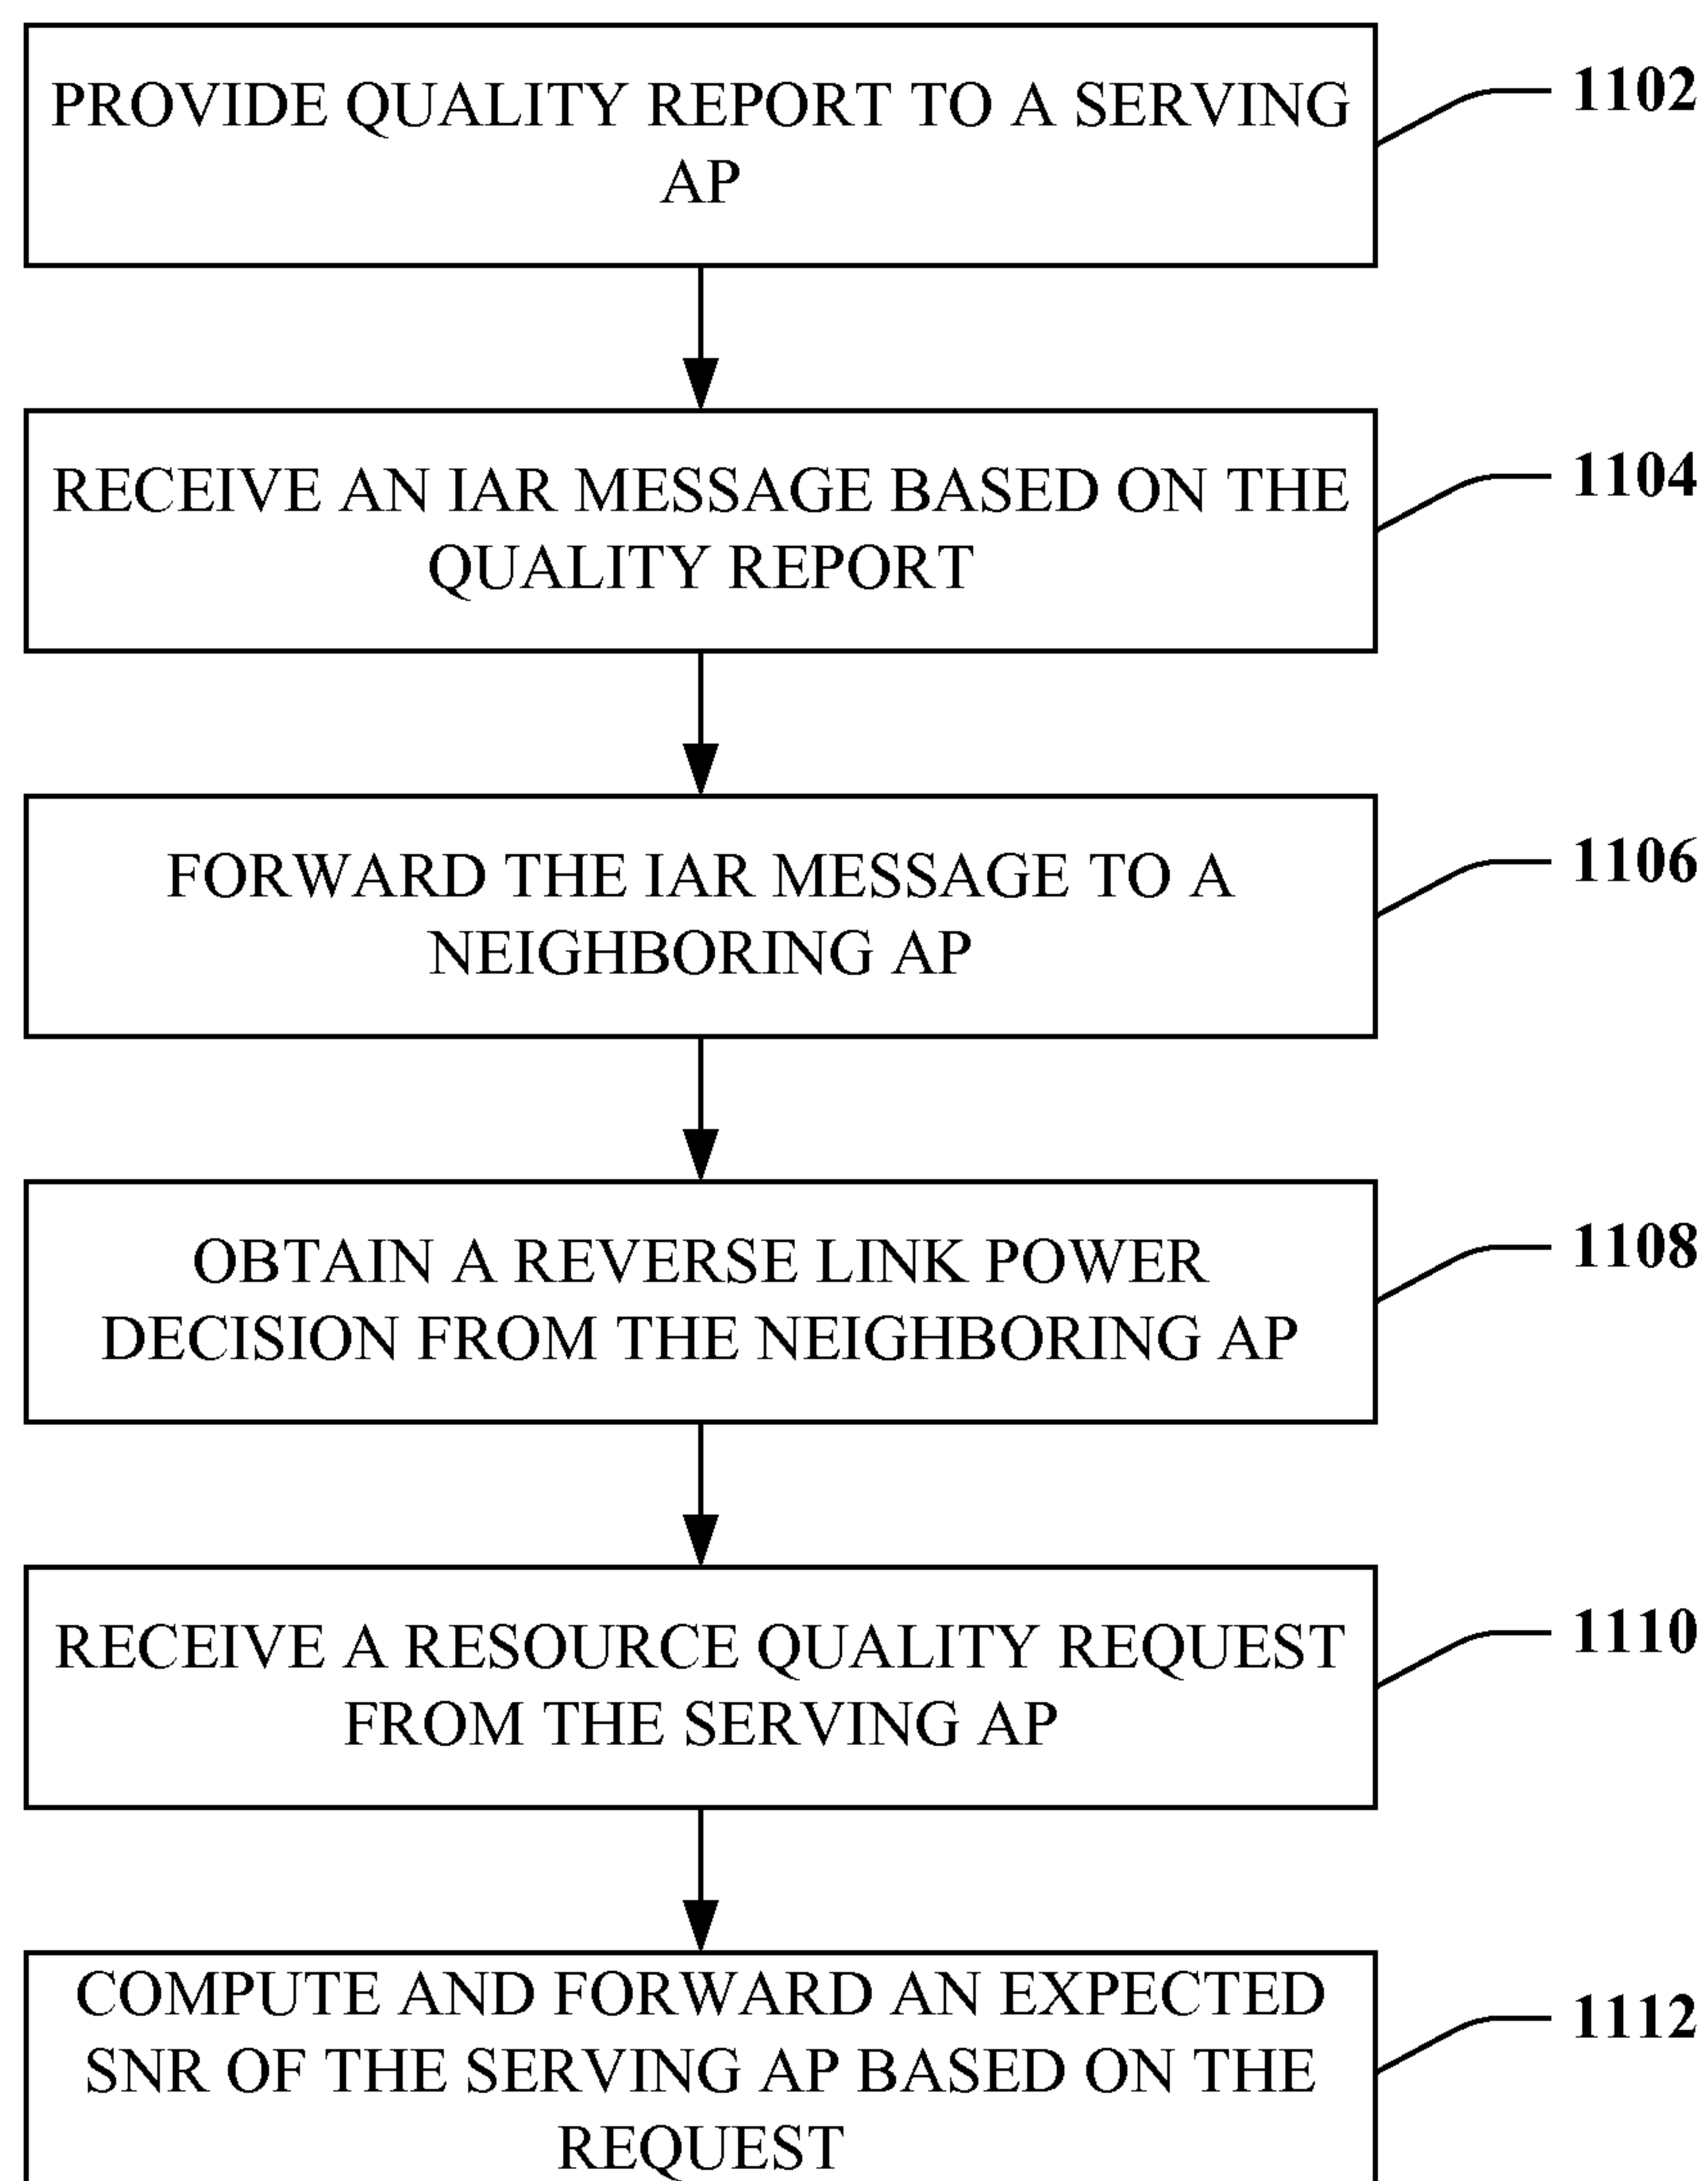 PROVIDE QUALITY REPORT TO A SERVING
AP
1102
RECEIVE AN IAR MESSAGE BASED ON THE
QUALITY REPORT
1104
FORWARD THE IAR MESSAGE TO A
NEIGHBORING AP
1106
OBTAIN A REVERSE LINK POWER
DECISION FROM THE NEIGHBORING AP
1108
RECEIVE A RESOURCE QUALITY REQUEST
FROM THE SERVING AP
1110
COMPUTE AND FORWARD AN EXPECTED
SNR OF THE SERVING AP BASED ON THE
REQUEST
1112